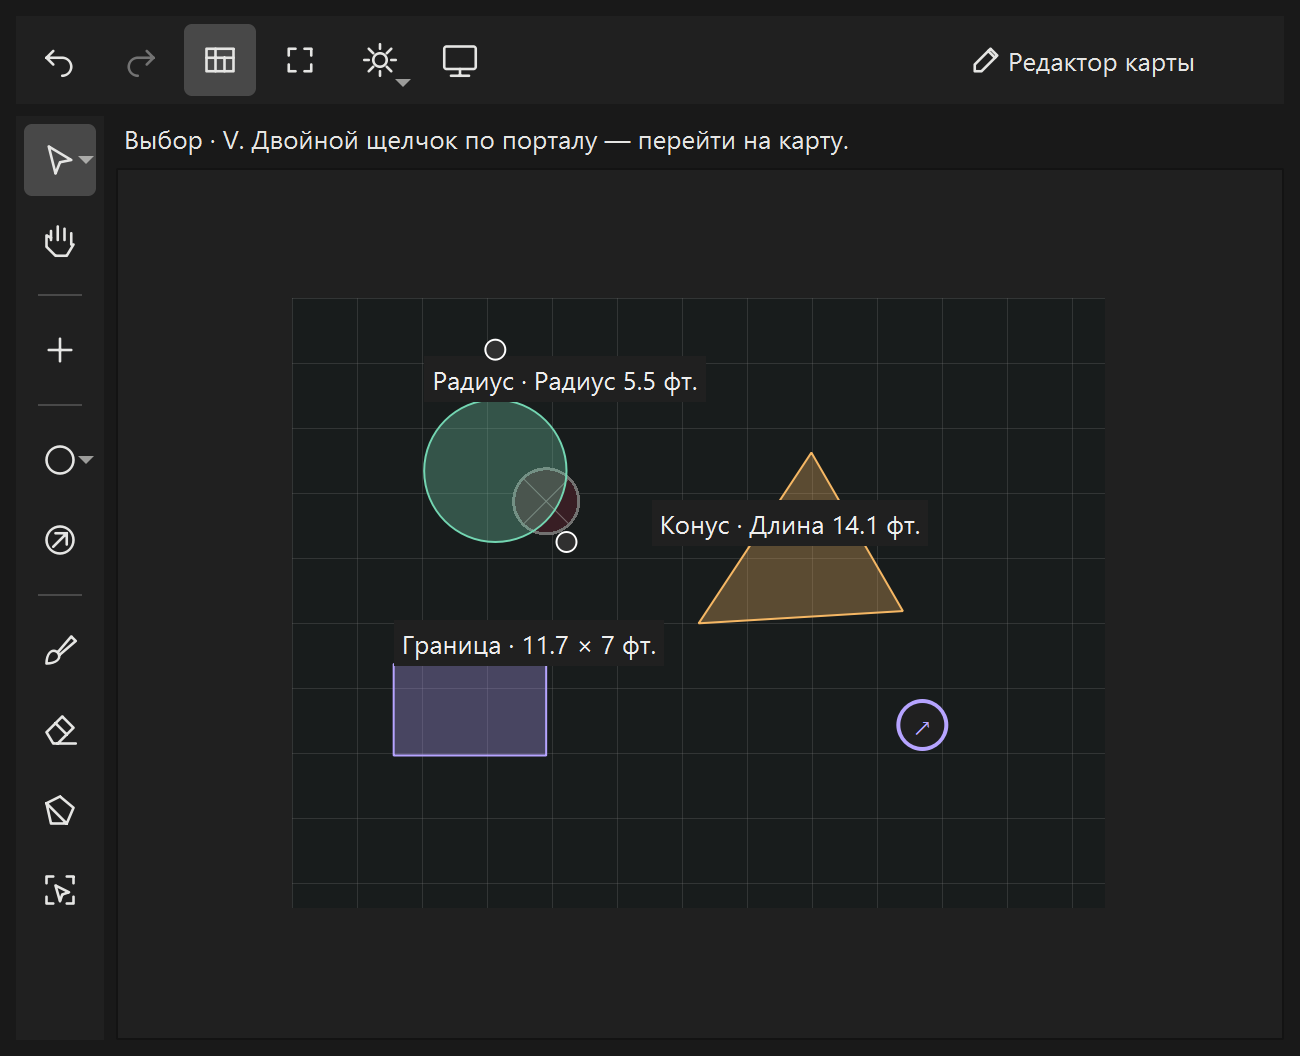 Редактор карты
Выбор · V. Двойной щелчок по порталу — перейти на карту.
Радиус · Радиус 5.5 фт.
Конус · Длина 14.1 фт.
Граница · 11.7 × 7 фт.